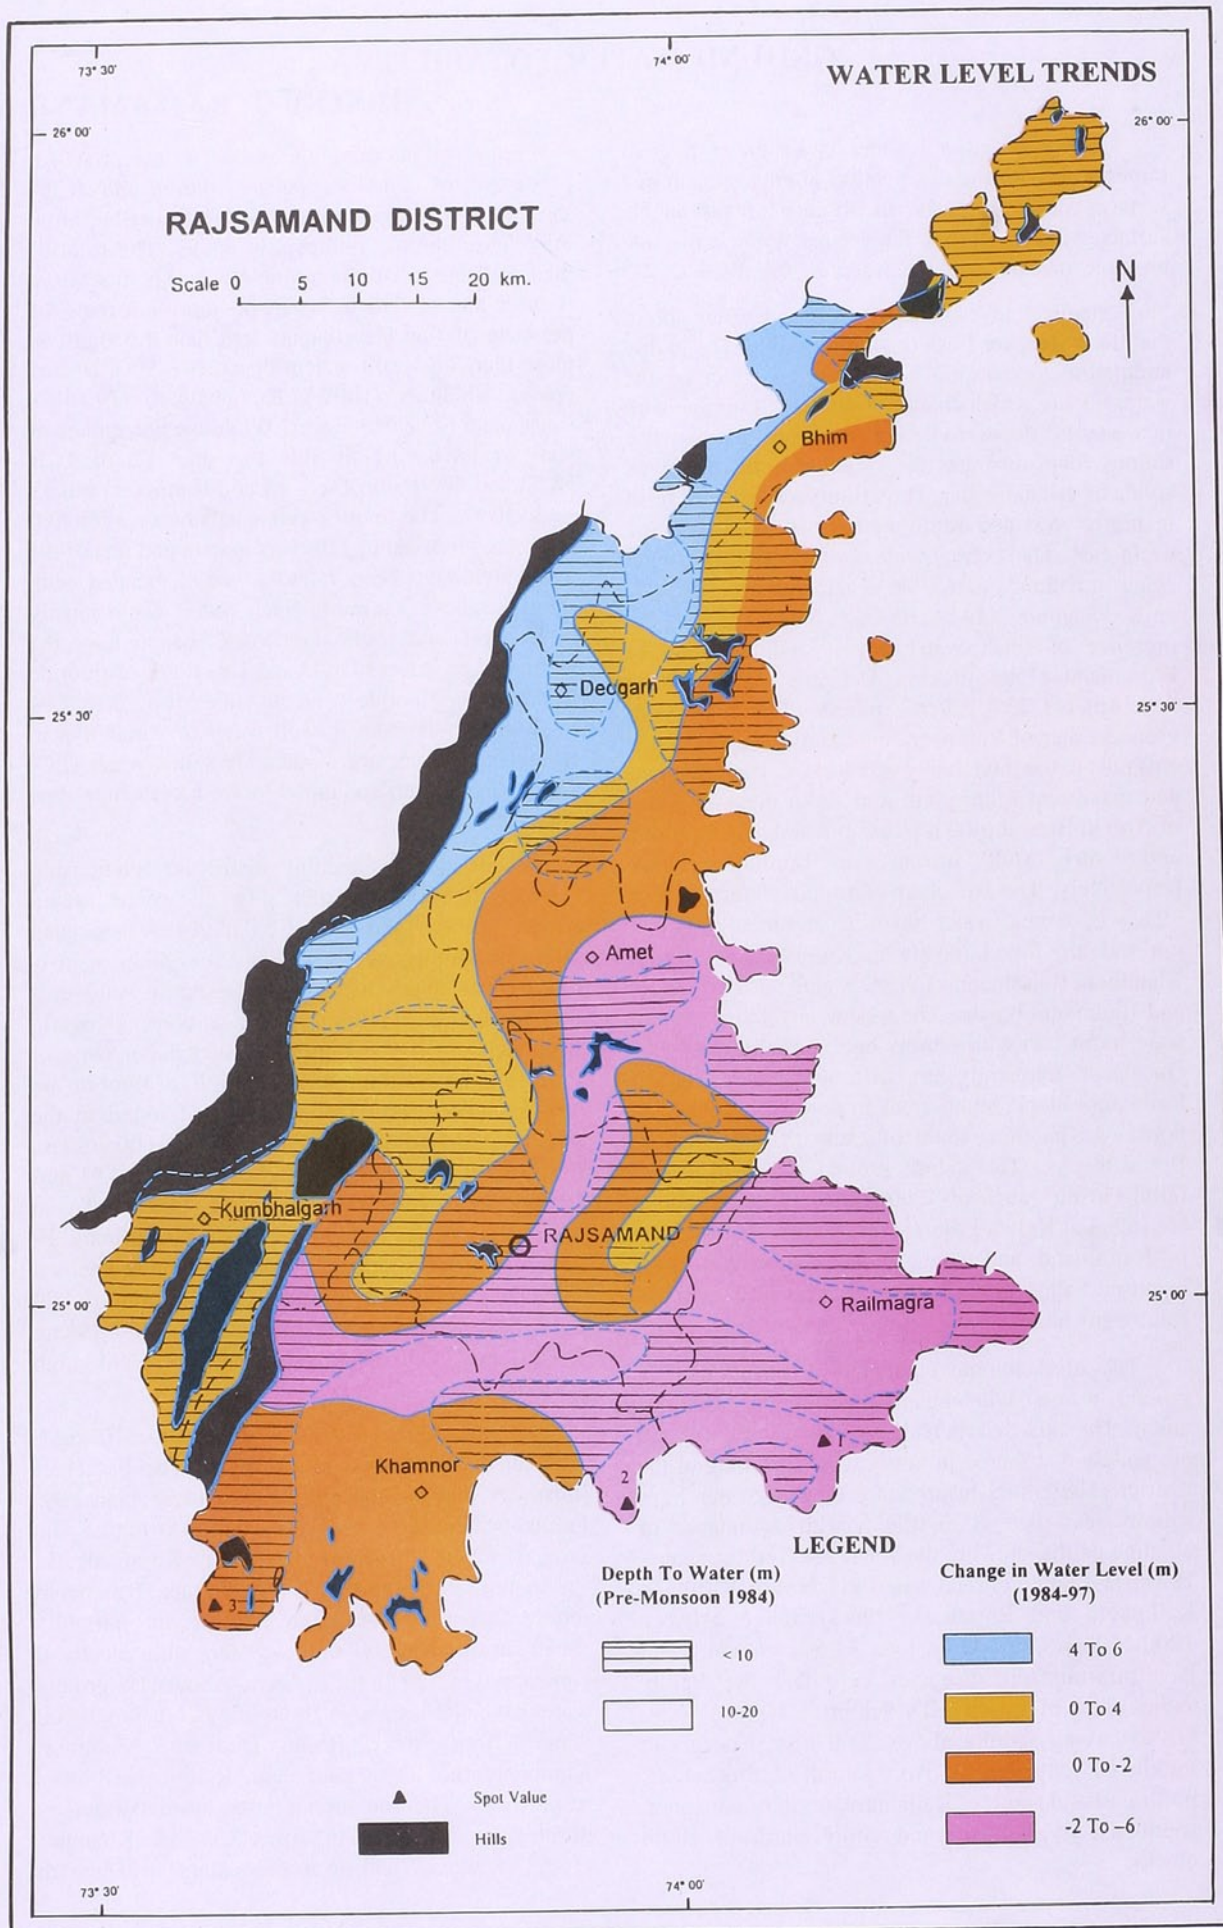 73° 30'
74° 00'
WATER LEVEL TRENDS
26° 00'
26° 00'
RAJSAMAND DISTRICT
Scale 0 5 10 15 20 km.
N
Bhim
Deogarh
25° 30'
25° 30'
Amet
Kumbhalgarh
RAJSAMAND
25° 00'
25° 00'
Railmagra
1
Khamnor
2
3
LEGEND
Depth To Water (m)
(Pre-Monsoon 1984)
< 10
10-20
Change in Water Level (m)
(1984-97)
4 To 6
0 To 4
0 To -2
-2 To –6
Spot Value
Hills
73° 30'
74° 00'